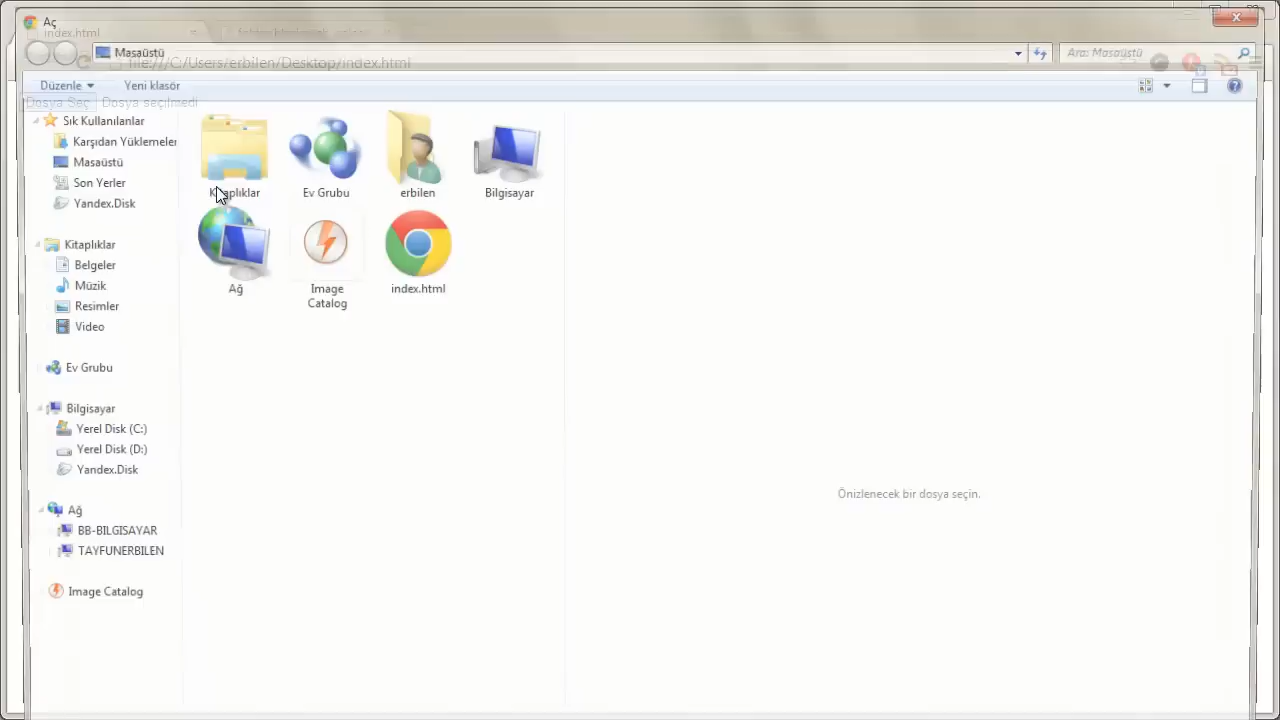 Aç
index.html
Masaüstü
Ara: Masaüstü
file:///C:/Users/erbilen/Desktop/index.html
Düzenle
Yeni klasör
Dosya Seç
Dosya seçilmedi
Sık Kullanılanlar
Karşıdan Yüklemeler
Masaüstü
Son Yerler
Yandex.Disk
Kitaplıklar
Belgeler
Müzik
Resimler
Video
Ev Grubu
Bilgisayar
Yerel Disk (C:)
Yerel Disk (D:)
Yandex.Disk
Ağ
BB-BILGISAYAR
TAYFUNERBILEN
Image Catalog
Kitaplıklar
Ev Grubu
erbilen
Bilgisayar
Ağ
Image
Catalog
index.html
Önizlenecek bir dosya seçin.